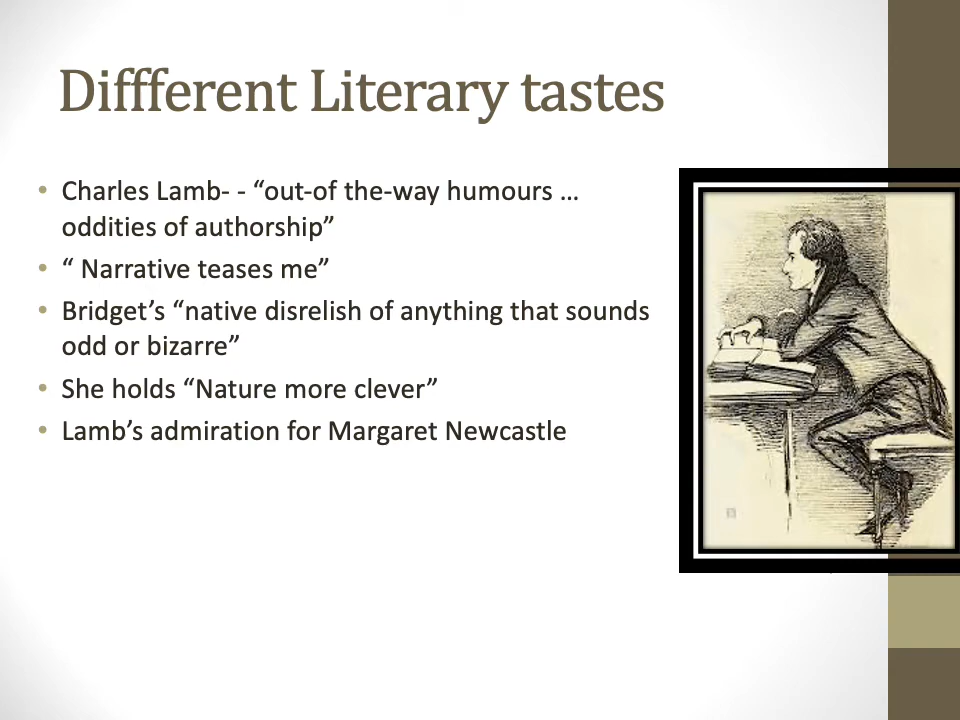 Diffferent Literary tastes
• Charles Lamb- - “out-of the-way humours …
oddities of authorship”
• “ Narrative teases me”
• Bridget’s “native disrelish of anything that sounds
odd or bizarre”
• She holds “Nature more clever”
• Lamb’s admiration for Margaret Newcastle